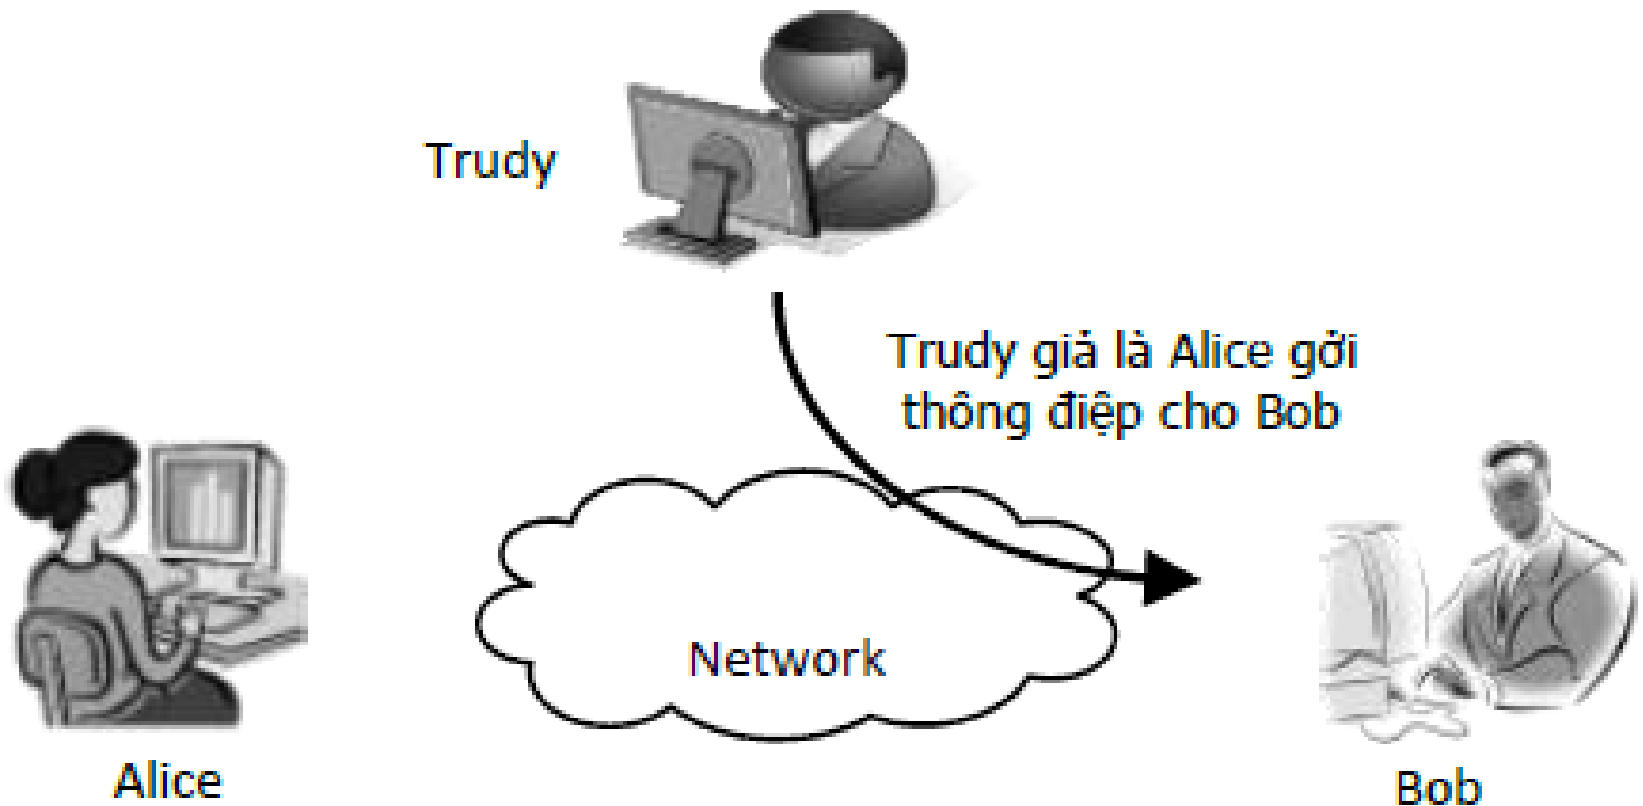 Trudy
Trudy giả là Alice gởi
thông điệp cho Bob
Network
Alice
Bob